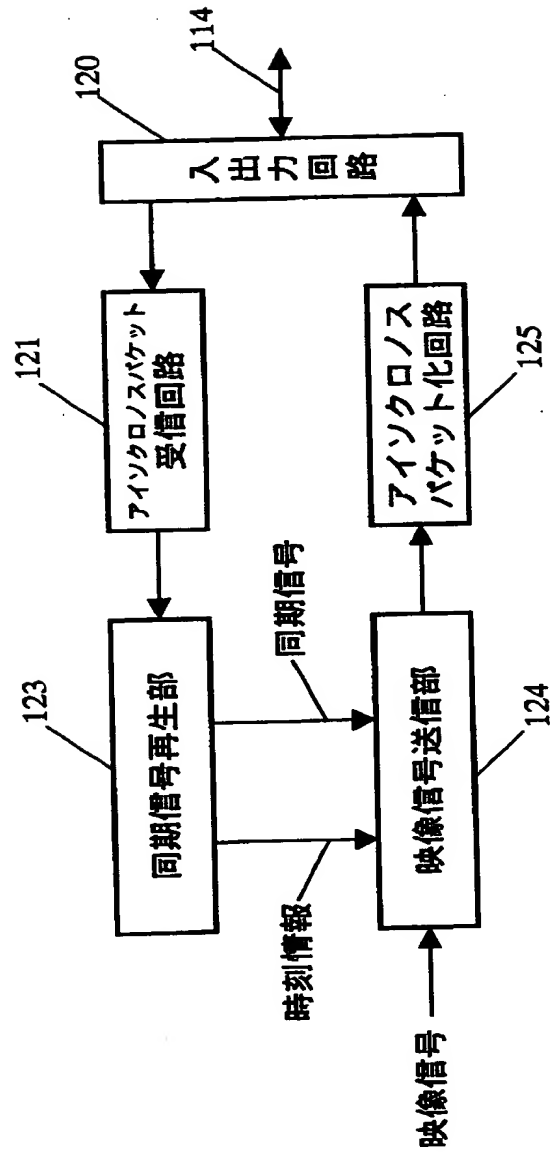 114
120
入出力回路
121
アイソクロノスパケット
受信回路
アイソクロノス
パケット化回路
125
123
同期信号再生部
同期信号
時刻情報
映像信号送信部
124
映像信号